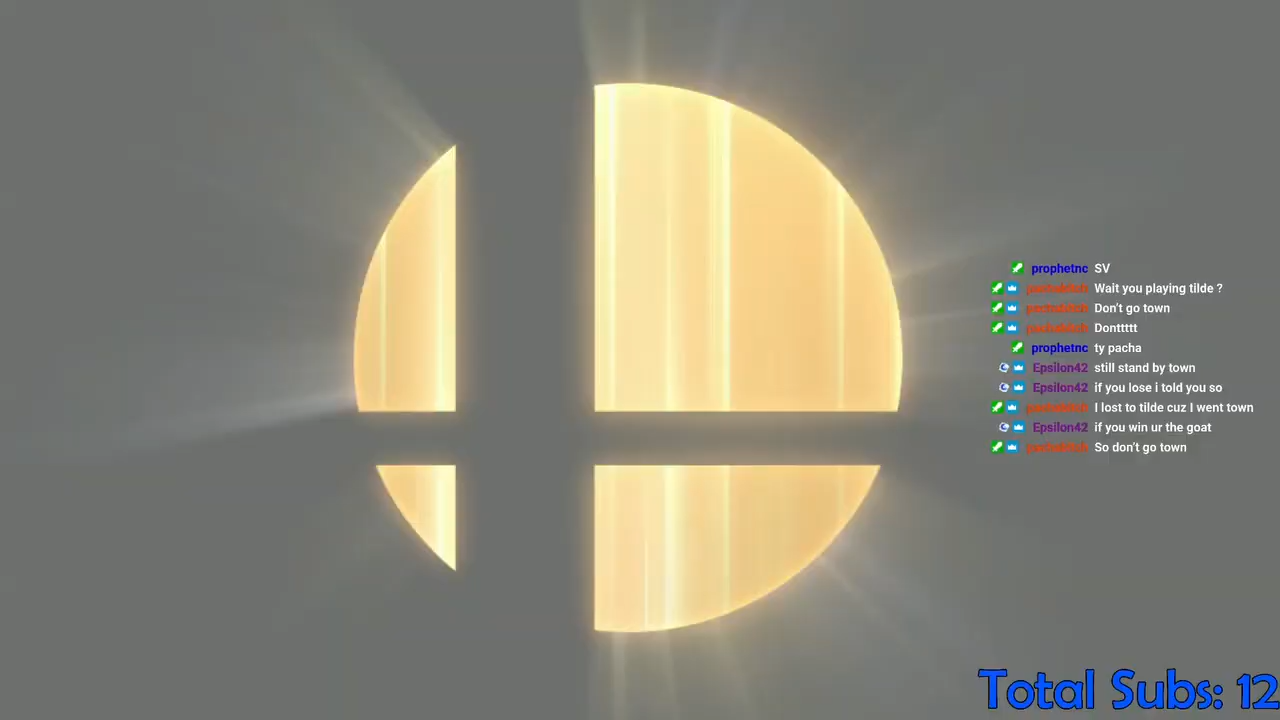 prophetnc SV
Wait you playing tilde ?
Don't go town
Donttttt
prophetnc ty pacha
Epsilon42 still stand by town
Epsilon42 if you lose i told you so
I lost to tilde cuz I went town
Epsilon42 if you win ur the goat
So don't go town
Total Subs: 12